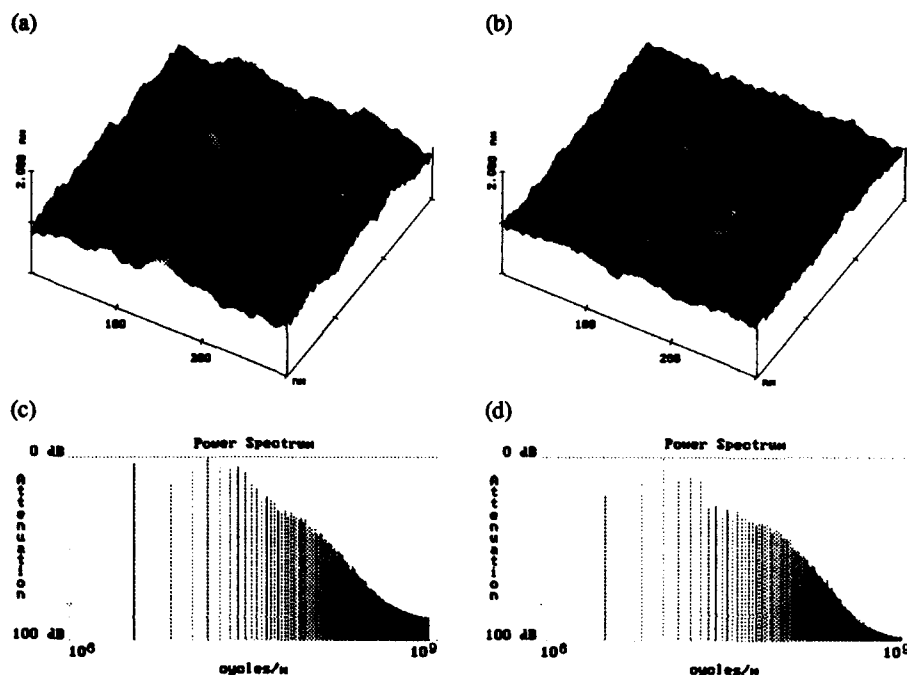 (a)
(b)
2.000 nm
2.000 nm
100
200
nm
100
200
nm
(c)
(d)
Power Spectrum
Power Spectrum
0 dB
0 dB
Attenuation
Attenuation
100 dB
100 dB
10⁶
10⁹
10⁶
10⁹
cycles/m
cycles/m